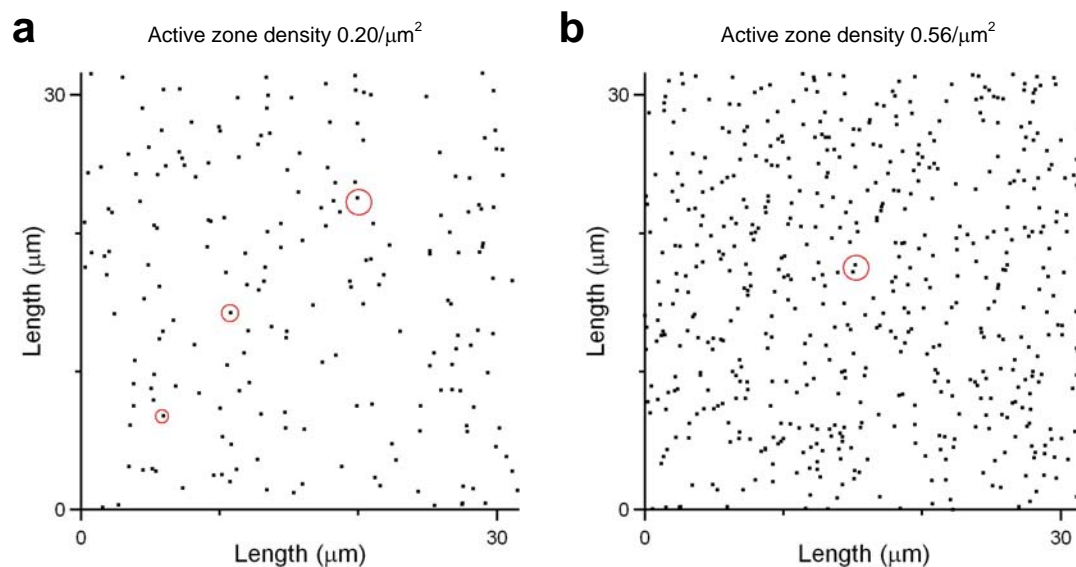 a
Active zone density 0.20/μm²
30
Length (μm)
0
0
30
Length (μm)
b
Active zone density 0.56/μm²
30
Length (μm)
0
0
30
Length (μm)